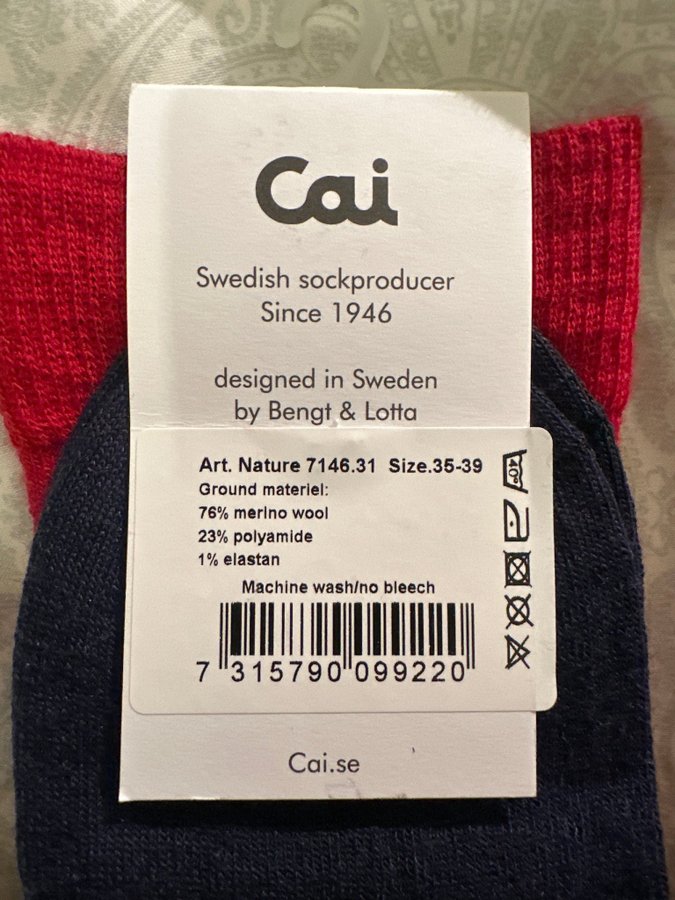 Cai
Swedish sockproducer
Since 1946
designed in Sweden
by Bengt & Lotta
Art. Nature 7146.31 Size.35-39
Ground materiel:
76% merino wool
23% polyamide
1% elastan
Machine wash/no bleech
7 315790 099220
40°
Cai.se